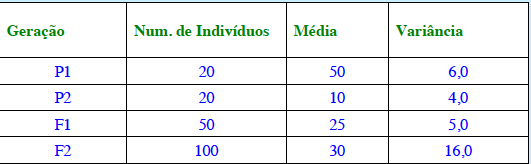 Geração Num. de Indivíduos Média Variância
P1 20 50 6,0
P2 20 10 4,0
F1 50 25 5,0
F2 100 30 16,0